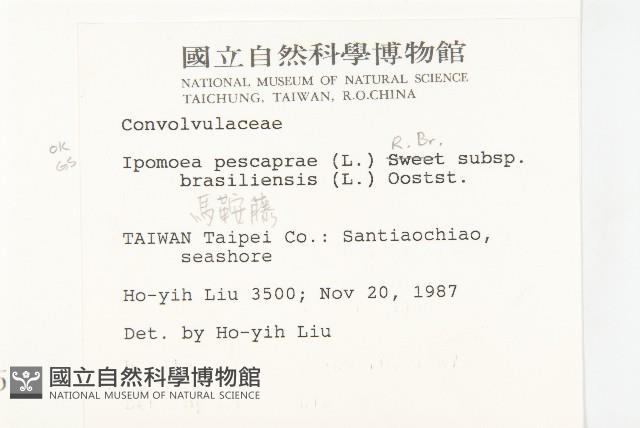 國立自然科學博物館
NATIONAL MUSEUM OF NATURAL SCIENCE
TAICHUNG, TAIWAN, R.O.CHINA
Convolvulaceae
OK
GS
R. Br.
Ipomoea pescaprae (L.) Sweet subsp.
brasiliensis (L.) Oostst.
馬鞍藤
TAIWAN Taipei Co.: Santiaochiao,
seashore
Ho-yih Liu 3500; Nov 20, 1987
Det. by Ho-yih Liu
5
國立自然科學博物館
NATIONAL MUSEUM OF NATURAL SCIENCE